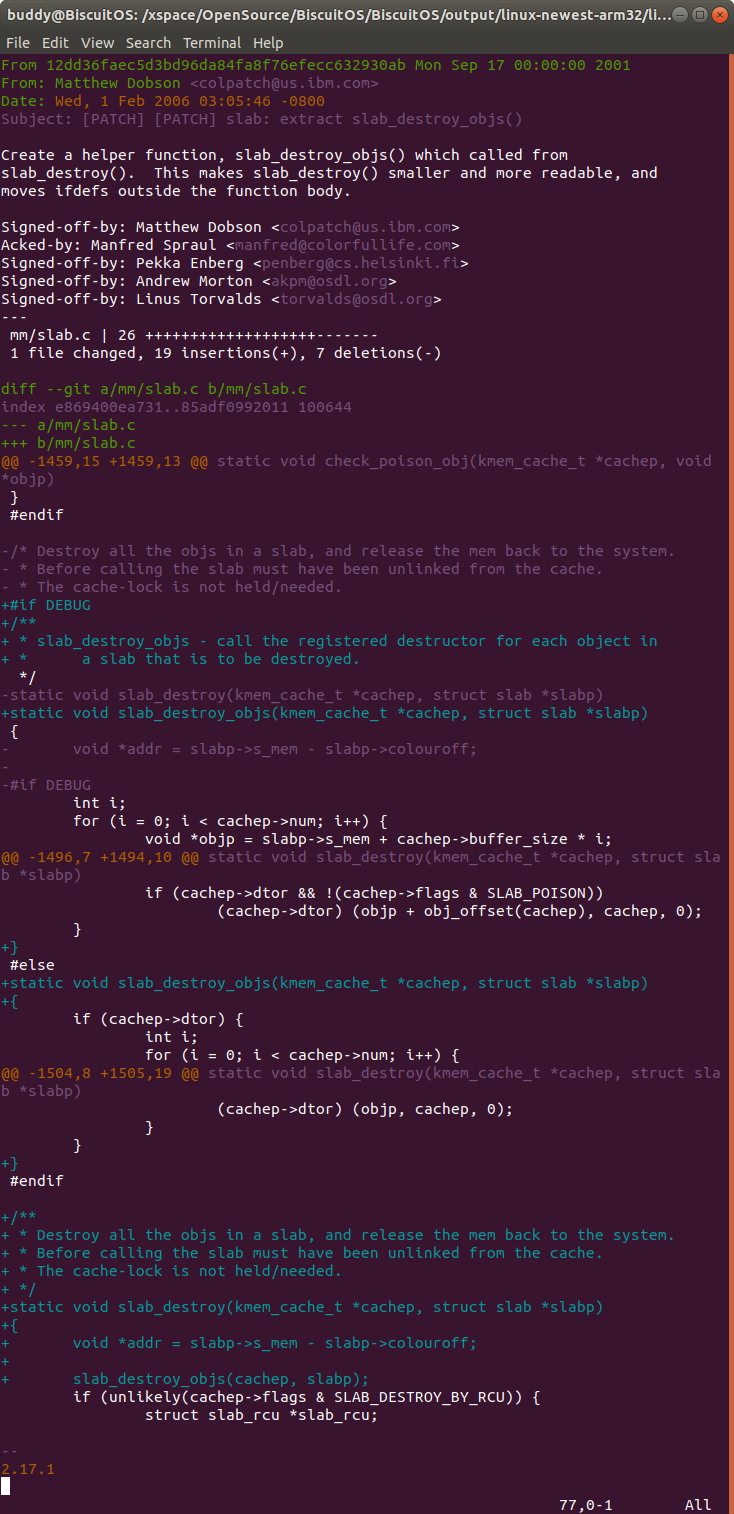 buddy@BiscuitOS: /xspace/OpenSource/BiscuitOS/BiscuitOS/output/linux-newest-arm32/li...
File Edit View Search Terminal Help
From 12dd36faec5d3bd96da84fa8f76efecc632930ab Mon Sep 17 00:00:00 2001
From: Matthew Dobson <colpatch@us.ibm.com>
Date: Wed, 1 Feb 2006 03:05:46 -0800
Subject: [PATCH] [PATCH] slab: extract slab_destroy_objs()

Create a helper function, slab_destroy_objs() which called from
slab_destroy().  This makes slab_destroy() smaller and more readable, and
moves ifdefs outside the function body.

Signed-off-by: Matthew Dobson <colpatch@us.ibm.com>
Acked-by: Manfred Spraul <manfred@colorfullife.com>
Signed-off-by: Pekka Enberg <penberg@cs.helsinki.fi>
Signed-off-by: Andrew Morton <akpm@osdl.org>
Signed-off-by: Linus Torvalds <torvalds@osdl.org>
---
 mm/slab.c | 26 +++++++++++++++++++-------
 1 file changed, 19 insertions(+), 7 deletions(-)

diff --git a/mm/slab.c b/mm/slab.c
index e869400ea731..85adf0992011 100644
--- a/mm/slab.c
+++ b/mm/slab.c
@@ -1459,15 +1459,13 @@ static void check_poison_obj(kmem_cache_t *cachep, void
*objp)
 }
 #endif

-/* Destroy all the objs in a slab, and release the mem back to the system.
- * Before calling the slab must have been unlinked from the cache.
- * The cache-lock is not held/needed.
+#if DEBUG
+/**
+ * slab_destroy_objs - call the registered destructor for each object in
+ *      a slab that is to be destroyed.
  */
-static void slab_destroy(kmem_cache_t *cachep, struct slab *slabp)
+static void slab_destroy_objs(kmem_cache_t *cachep, struct slab *slabp)
 {
-       void *addr = slabp->s_mem - slabp->colouroff;
-
-#if DEBUG
        int i;
        for (i = 0; i < cachep->num; i++) {
                void *objp = slabp->s_mem + cachep->buffer_size * i;
@@ -1496,7 +1494,10 @@ static void slab_destroy(kmem_cache_t *cachep, struct sla
b *slabp)
                if (cachep->dtor && !(cachep->flags & SLAB_POISON))
                        (cachep->dtor) (objp + obj_offset(cachep), cachep, 0);
        }
+}
 #else
+static void slab_destroy_objs(kmem_cache_t *cachep, struct slab *slabp)
+{
        if (cachep->dtor) {
                int i;
                for (i = 0; i < cachep->num; i++) {
@@ -1504,8 +1505,19 @@ static void slab_destroy(kmem_cache_t *cachep, struct sla
b *slabp)
                        (cachep->dtor) (objp, cachep, 0);
                }
        }
+}
 #endif

+/**
+ * Destroy all the objs in a slab, and release the mem back to the system.
+ * Before calling the slab must have been unlinked from the cache.
+ * The cache-lock is not held/needed.
+ */
+static void slab_destroy(kmem_cache_t *cachep, struct slab *slabp)
+{
+       void *addr = slabp->s_mem - slabp->colouroff;
+
+       slab_destroy_objs(cachep, slabp);
        if (unlikely(cachep->flags & SLAB_DESTROY_BY_RCU)) {
                struct slab_rcu *slab_rcu;

--
2.17.1
77,0-1        All